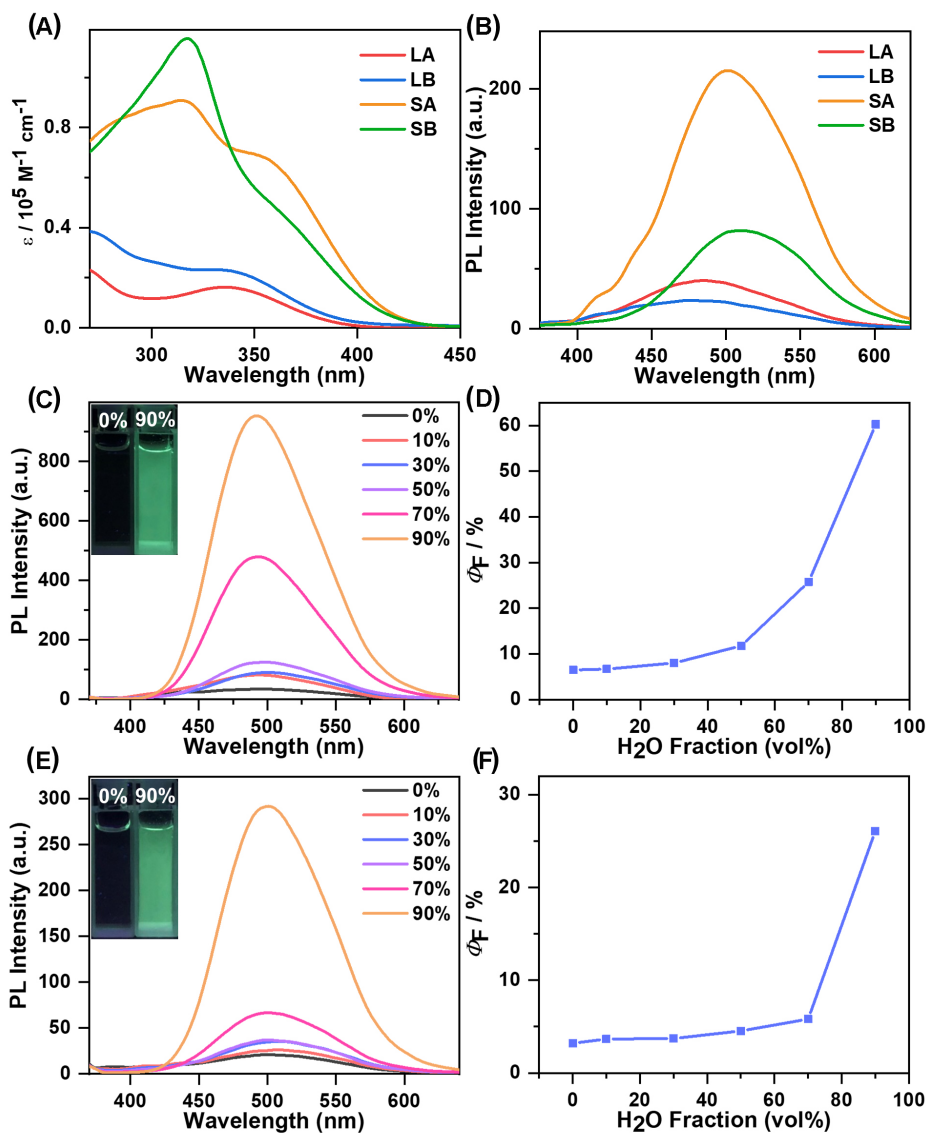 (A)
LA
LB
SA
SB
0.8
0.4
0.0
300
350
400
450
ε / 10⁵ M⁻¹ cm⁻¹
Wavelength (nm)
(B)
LA
LB
SA
SB
200
100
0
400
450
500
550
600
PL Intensity (a.u.)
Wavelength (nm)
(C)
0% 90%
0%
10%
30%
50%
70%
90%
800
600
400
200
0
400
450
500
550
600
PL Intensity (a.u.)
Wavelength (nm)
(D)
60
50
40
30
20
10
0
0
20
40
60
80
100
ΦF / %
H2O Fraction (vol%)
(E)
0% 90%
0%
10%
30%
50%
70%
90%
300
250
200
150
100
50
0
400
450
500
550
600
PL Intensity (a.u.)
Wavelength (nm)
(F)
30
20
10
0
0
20
40
60
80
100
ΦF / %
H2O Fraction (vol%)